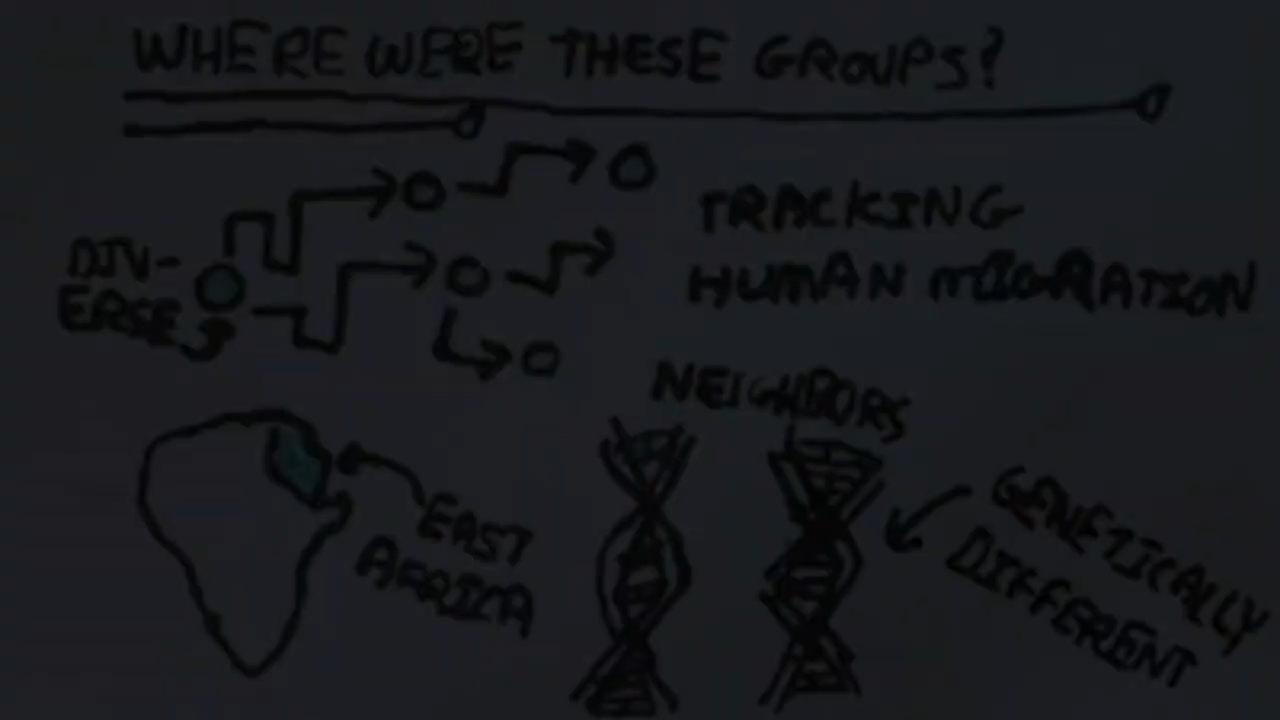 WHERE WERE THESE GROUPS?
TRACKING
HUMAN MIGRATION
DIV-
ERSE
NEIGHBORS
EAST
AFRICA
GENETICALLY
DIFFERENT